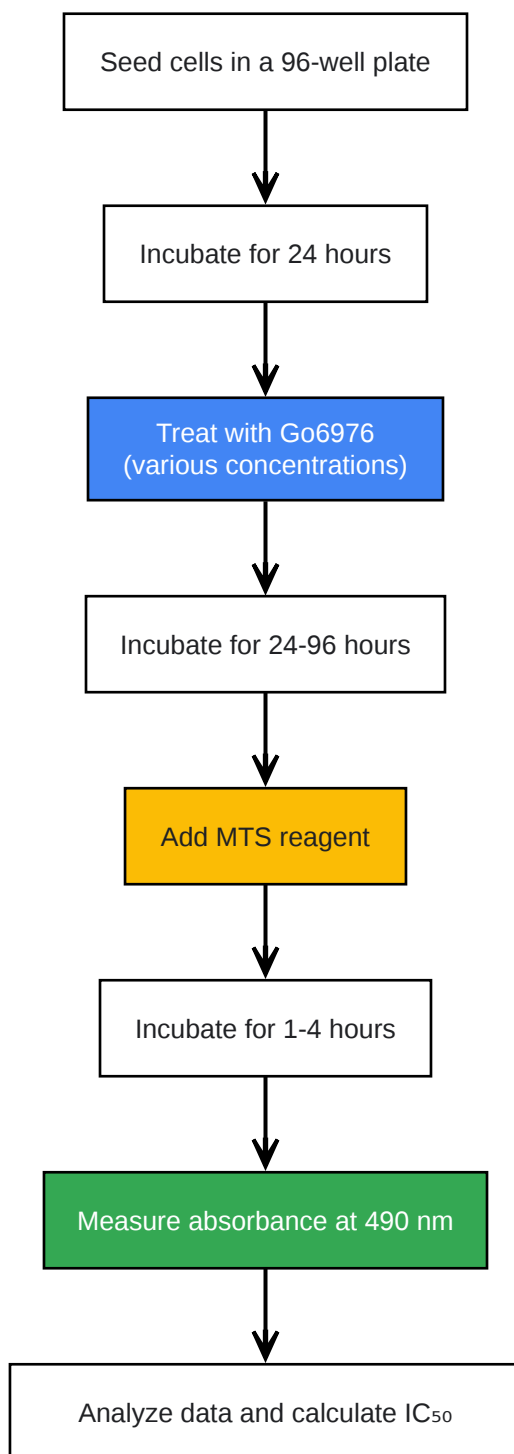 Seed cells in a 96-well plate
Incubate for 24 hours
Treat with Go6976
(various concentrations)
Incubate for 24-96 hours
Add MTS reagent
Incubate for 1-4 hours
Measure absorbance at 490 nm
Analyze data and calculate IC₅₀